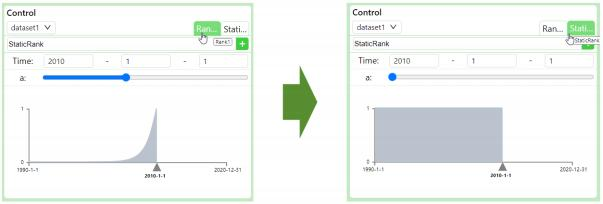 Control
dataset1 Ran... Stati...
Rank1
StaticRank +
Time: 2010 - 1 - 1
a:
1
0
1990-1-1 2020-12-31
2010-1-1
Control
dataset1 Ran... Stati...
StaticRank
StaticRank +
Time: 2010 - 1 - 1
a:
1
0
1990-1-1 2020-12-31
2010-1-1